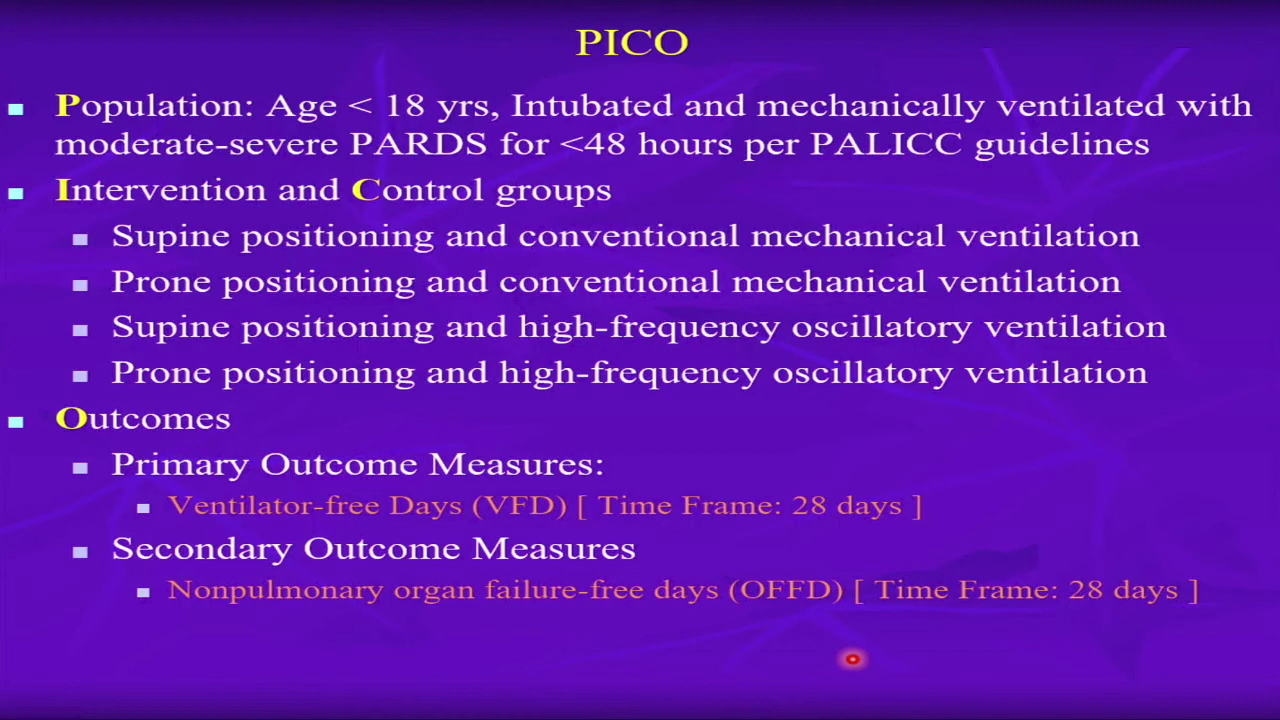 PICO
Population: Age < 18 yrs, Intubated and mechanically ventilated with
moderate-severe PARDS for <48 hours per PALICC guidelines
Intervention and Control groups
Supine positioning and conventional mechanical ventilation
Prone positioning and conventional mechanical ventilation
Supine positioning and high-frequency oscillatory ventilation
Prone positioning and high-frequency oscillatory ventilation
Outcomes
Primary Outcome Measures:
Ventilator-free Days (VFD) [ Time Frame: 28 days ]
Secondary Outcome Measures
Nonpulmonary organ failure-free days (OFFD) [ Time Frame: 28 days ]